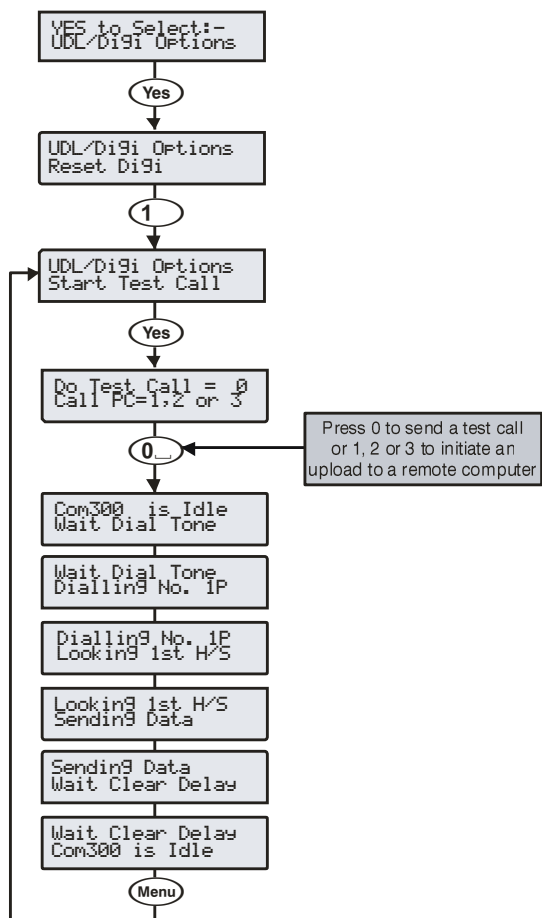 YES to Select:-
UDL/Digi Options
Yes
UDL/Digi Options
Reset Digi
1
UDL/Digi Options
Start Test Call
Yes
Do Test Call = 0
Call PC=1,2 or 3
0
Press 0 to send a test call
or 1, 2 or 3 to initiate an
upload to a remote computer
Com300 is Idle
Wait Dial Tone
Wait Dial Tone
Dialling No. 1P
Dialling No. 1P
Looking 1st H/S
Looking 1st H/S
Sending Data
Sending Data
Wait Clear Delay
Wait Clear Delay
Com300 is Idle
Menu